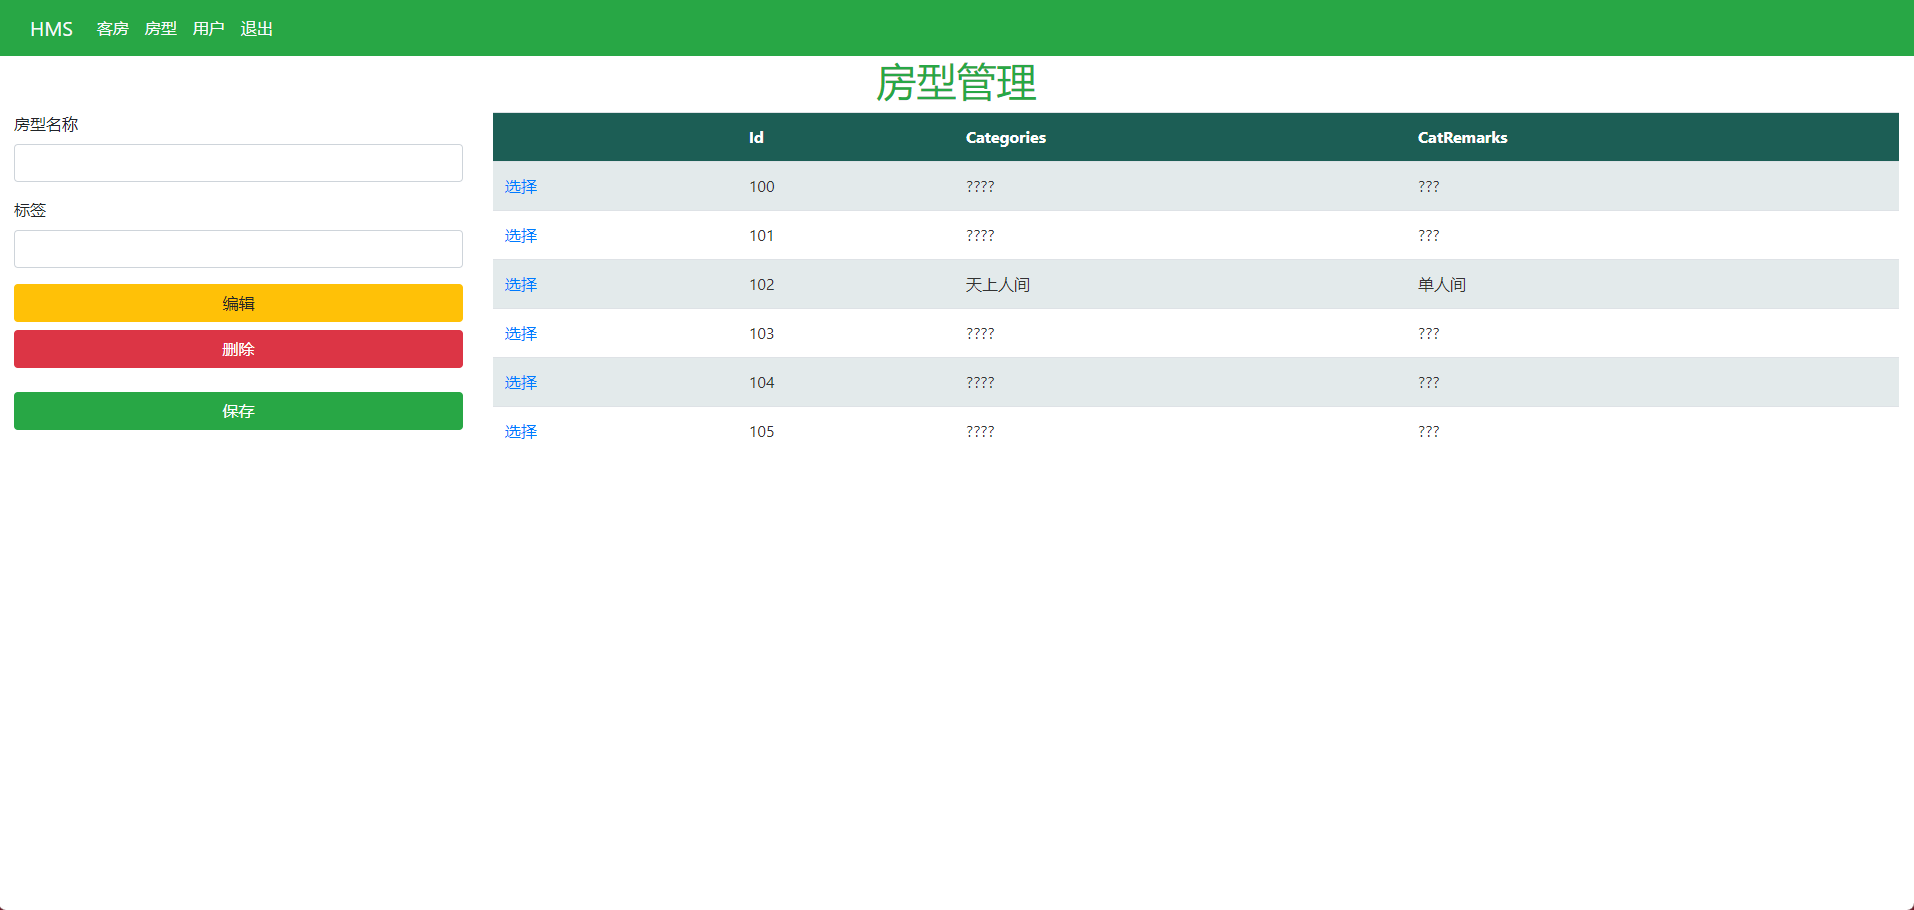 HMS 客房 房型 用户 退出
房型管理
房型名称
标签
编辑
删除
保存
Id Categories CatRemarks
选择 100 ???? ???
选择 101 ???? ???
选择 102 天上人间 单人间
选择 103 ???? ???
选择 104 ???? ???
选择 105 ???? ???